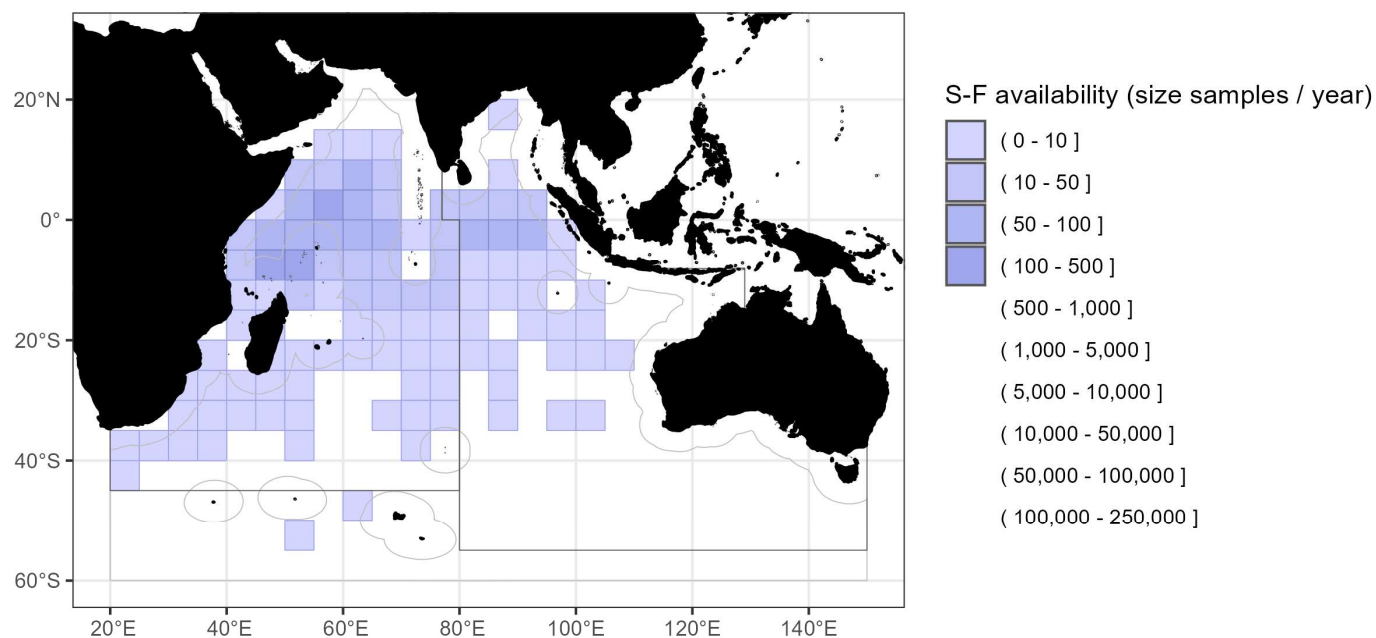 S-F availability (size samples / year)
( 0 - 10 ]
( 10 - 50 ]
( 50 - 100 ]
( 100 - 500 ]
( 500 - 1,000 ]
( 1,000 - 5,000 ]
( 5,000 - 10,000 ]
( 10,000 - 50,000 ]
( 50,000 - 100,000 ]
( 100,000 - 250,000 ]
20°N
0°
20°S
40°S
60°S
20°E 40°E 60°E 80°E 100°E 120°E 140°E